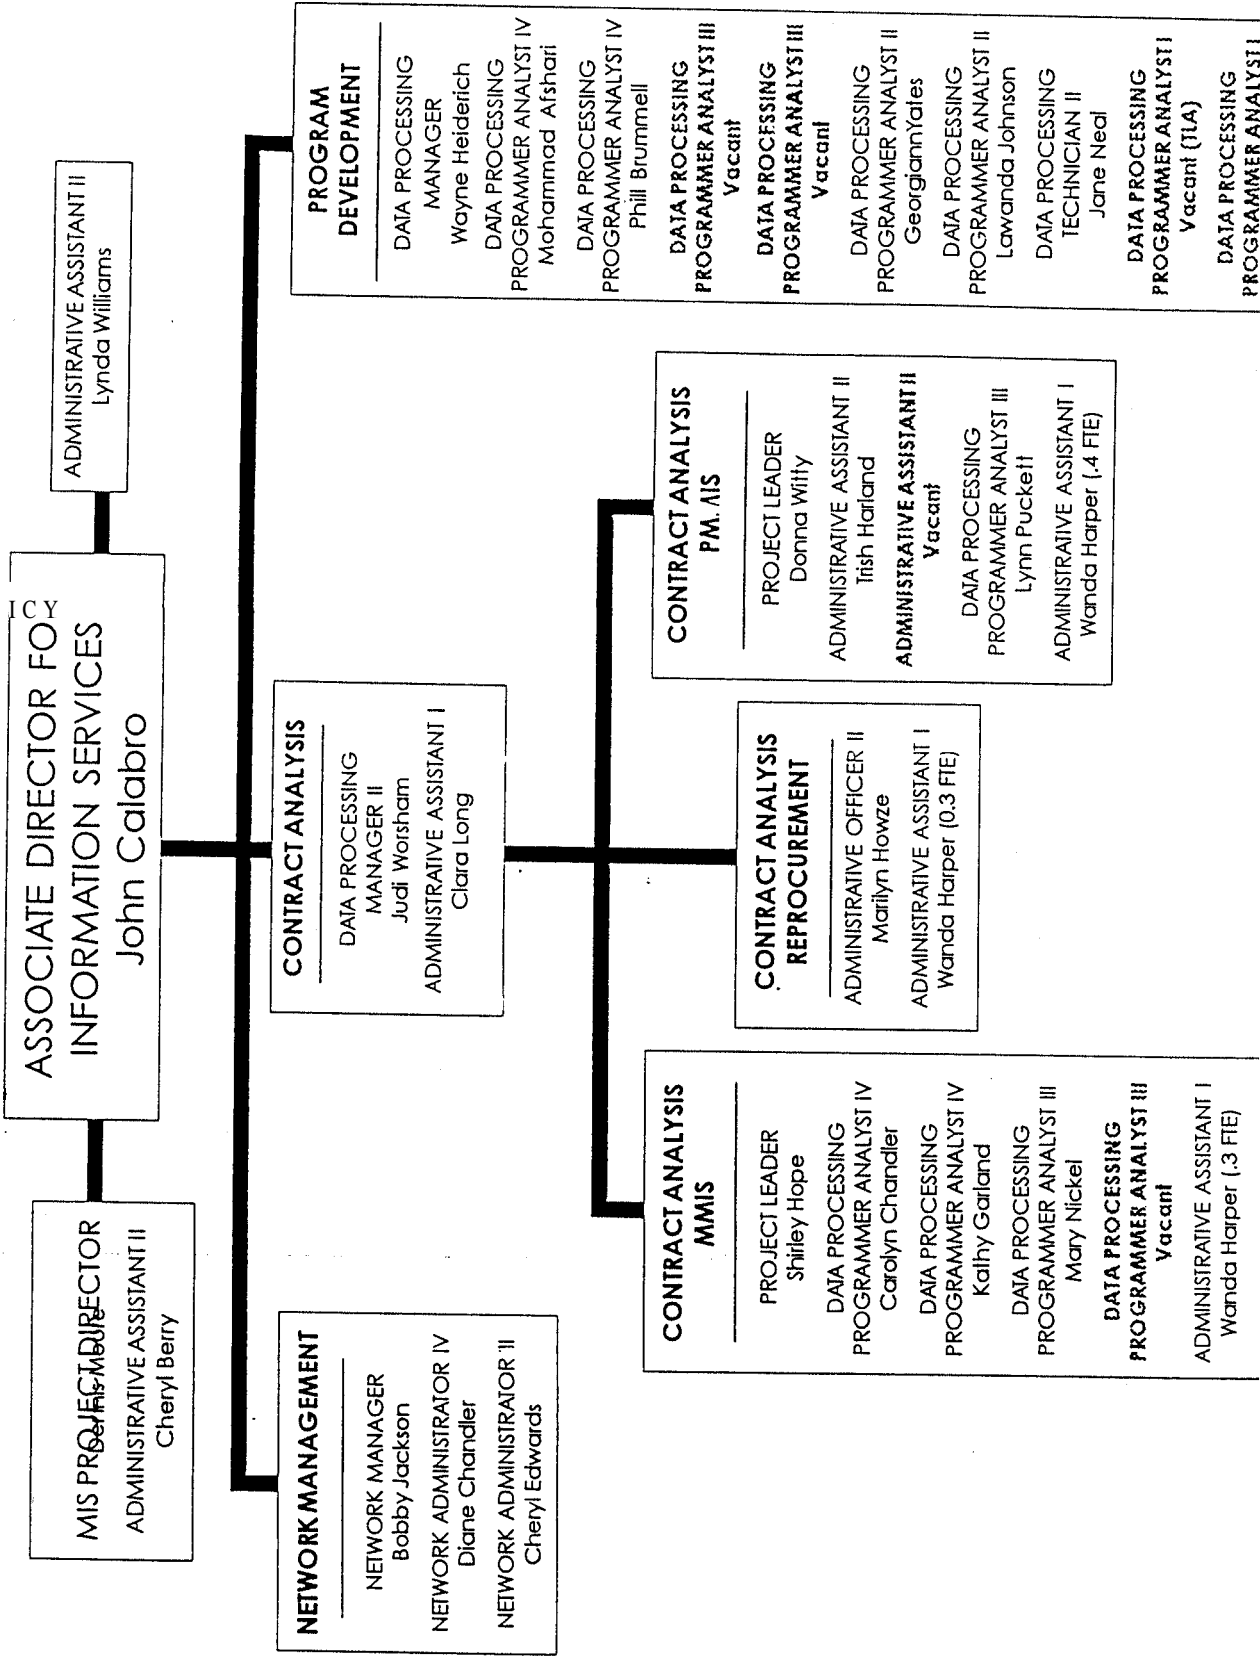 ICY
ASSOCIATE DIRECTOR FO
INFORMATION SERVICES
John Calabro
MIS PROJECT DIRECTOR
ADMINISTRATIVE ASSISTANT II
Cheryl Berry
ADMINISTRATIVE ASSISTANT II
Lynda Williams
NETWORK MANAGEMENT
NETWORK MANAGER
Bobby Jackson
NETWORK ADMINISTRATOR IV
Diane Chandler
NETWORK ADMINISTRATOR II
Cheryl Edwards
CONTRACT ANALYSIS
DATA PROCESSING
MANAGER II
Judi Worsham
ADMINISTRATIVE ASSISTANT I
Clara Long
PROGRAM
DEVELOPMENT
DATA PROCESSING
MANAGER
Wayne Heiderich
DATA PROCESSING
PROGRAMMER ANALYST IV
Mohammad Afshari
DATA PROCESSING
PROGRAMMER ANALYST IV
Phill Brummell
DATA PROCESSING
PROGRAMMER ANALYST III
Vacant
DATA PROCESSING
PROGRAMMER ANALYST III
Vacant
DATA PROCESSING
PROGRAMMER ANALYST II
GeorgiannYates
DATA PROCESSING
PROGRAMMER ANALYST II
Lawanda Johnson
DATA PROCESSING
TECHNICIAN II
Jane Neal
DATA PROCESSING
PROGRAMMER ANALYST I
Vacant (TLA)
DATA PROCESSING
PROGRAMMER ANALYST I
CONTRACT ANALYSIS
MMIS
PROJECT LEADER
Shirley Hope
DATA PROCESSING
PROGRAMMER ANALYST IV
Carolyn Chandler
DATA PROCESSING
PROGRAMMER ANALYST IV
Kathy Garland
DATA PROCESSING
PROGRAMMER ANALYST III
Mary Nickel
DATA PROCESSING
PROGRAMMER ANALYST III
Vacant
ADMINISTRATIVE ASSISTANT I
Wanda Harper (.3 FTE)
CONTRACT ANALYSIS
REPROCUREMENT
ADMINISTRATIVE OFFICER II
Marilyn Howze
ADMINISTRATIVE ASSISTANT I
Wanda Harper (0.3 FTE)
CONTRACT ANALYSIS
PM. AIS
PROJECT LEADER
Donna Witty
ADMINISTRATIVE ASSISTANT II
Trish Harland
ADMINISTRATIVE ASSISTANT II
Vacant
DATA PROCESSING
PROGRAMMER ANALYST III
Lynn Puckett
ADMINISTRATIVE ASSISTANT I
Wanda Harper (.4 FTE)